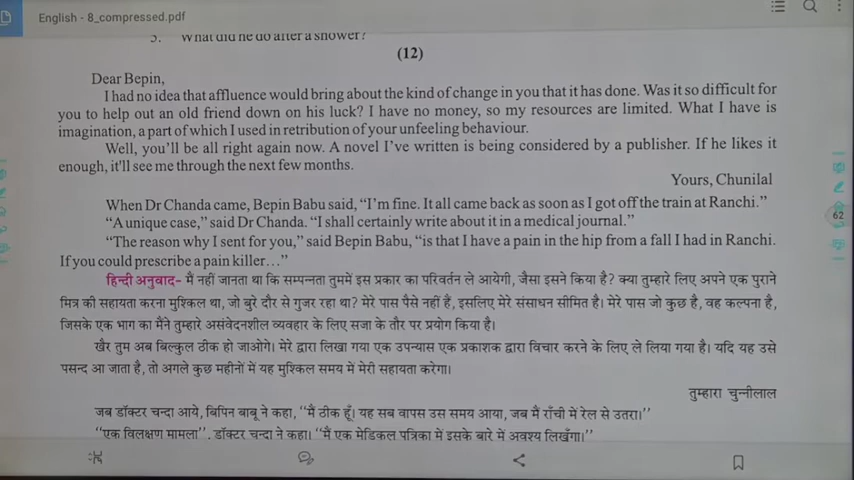 English - 8_compressed.pdf
5. What did he do after a shower?
(12)
Dear Bepin,
I had no idea that affluence would bring about the kind of change in you that it has done. Was it so difficult for
you to help out an old friend down on his luck? I have no money, so my resources are limited. What I have is
imagination, a part of which I used in retribution of your unfeeling behaviour.
Well, you'll be all right again now. A novel I've written is being considered by a publisher. If he likes it
enough, it'll see me through the next few months.
Yours, Chunilal
When Dr Chanda came, Bepin Babu said, “I'm fine. It all came back as soon as I got off the train at Ranchi.”
“A unique case,” said Dr Chanda. “I shall certainly write about it in a medical journal.”
“The reason why I sent for you,” said Bepin Babu, “is that I have a pain in the hip from a fall I had in Ranchi.
If you could prescribe a pain killer...”
62
हिन्दी अनुवाद- मैं नहीं जानता था कि सम्पन्नता तुममें इस प्रकार का परिवर्तन ले आयेगी, जैसा इसने किया है? क्या तुम्हारे लिए अपने एक पुराने
मित्र की सहायता करना मुश्किल था, जो बुरे दौर से गुजर रहा था? मेरे पास पैसे नहीं हैं, इसलिए मेरे संसाधन सीमित है। मेरे पास जो कुछ है, वह कल्पना है,
जिसके एक भाग का मैंने तुम्हारे असंवेदनशील व्यवहार के लिए सजा के तौर पर प्रयोग किया है।
खैर तुम अब बिल्कुल ठीक हो जाओगे। मेरे द्वारा लिखा गया एक उपन्यास एक प्रकाशक द्वारा विचार करने के लिए ले लिया गया है। यदि यह उसे
पसन्द आ जाता है, तो अगले कुछ महीनों में यह मुश्किल समय में मेरी सहायता करेगा।
तुम्हारा चुन्नीलाल
जब डॉक्टर चन्दा आये, बिपिन बाबू ने कहा, “मैं ठीक हूँ। यह सब वापस उस समय आया, जब मैं राँची में रेल से उतरा।”
“एक विलक्षण मामला”, डॉक्टर चन्दा ने कहा। “मैं एक मेडिकल पत्रिका में इसके बारे में अवश्य लिखूँगा।”